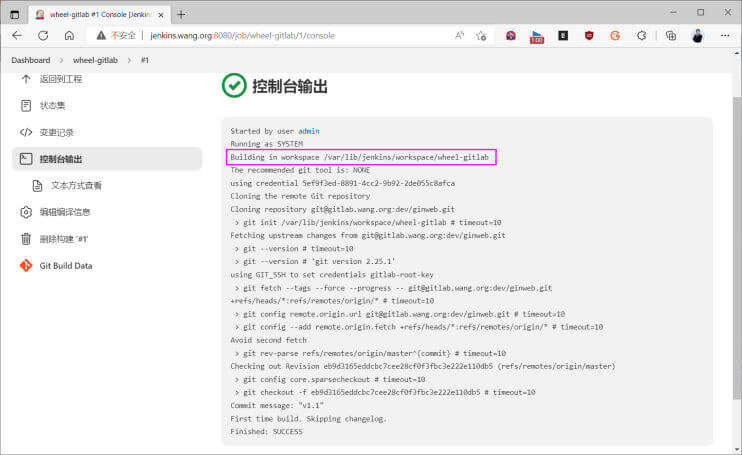 wheel-gitlab #1 Console [Jenkins
不安全 | jenkins.wang.org:8080/job/wheel-gitlab/1/console
1.00
Dashboard > wheel-gitlab > #1
返回到工程
状态集
变更记录
控制台输出
文本方式查看
编辑编译信息
删除构建 '#1'
Git Build Data
控制台输出
Started by user admin
Running as SYSTEM
Building in workspace /var/lib/jenkins/workspace/wheel-gitlab
The recommended git tool is: NONE
using credential 5ef9f3ed-8891-4cc2-9b92-2de055c8afca
Cloning the remote Git repository
Cloning repository git@gitlab.wang.org:dev/ginweb.git
> git init /var/lib/jenkins/workspace/wheel-gitlab # timeout=10
Fetching upstream changes from git@gitlab.wang.org:dev/ginweb.git
> git --version # timeout=10
> git --version # 'git version 2.25.1'
using GIT_SSH to set credentials gitlab-root-key
> git fetch --tags --force --progress -- git@gitlab.wang.org:dev/ginweb.git
+refs/heads/*:refs/remotes/origin/* # timeout=10
> git config remote.origin.url git@gitlab.wang.org:dev/ginweb.git # timeout=10
> git config --add remote.origin.fetch +refs/heads/*:refs/remotes/origin/* # timeout=10
Avoid second fetch
> git rev-parse refs/remotes/origin/master^{commit} # timeout=10
Checking out Revision eb9d3165eddcbc7cee28cf0f3fbc3e222e110db5 (refs/remotes/origin/master)
> git config core.sparsecheckout # timeout=10
> git checkout -f eb9d3165eddcbc7cee28cf0f3fbc3e222e110db5 # timeout=10
Commit message: "v1.1"
First time build. Skipping changelog.
Finished: SUCCESS